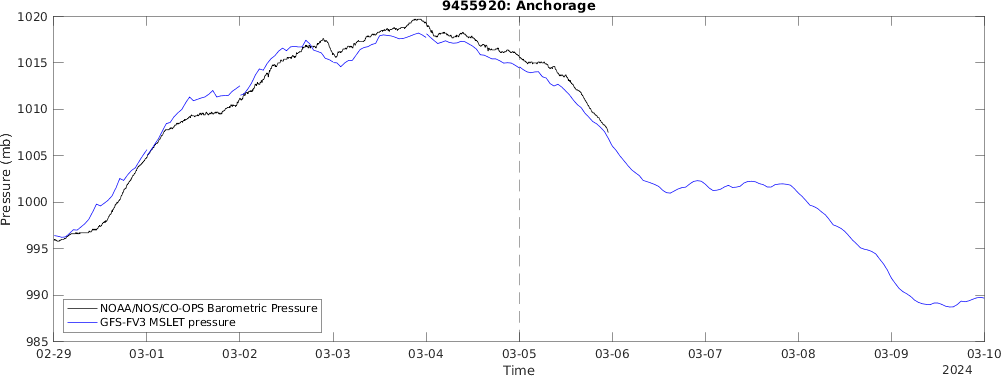 9455920: Anchorage
1020
1015
1010
1005
1000
995
990
985
Pressure (mb)
NOAA/NOS/CO-OPS Barometric Pressure
GFS-FV3 MSLET pressure
02-29 03-01 03-02 03-03 03-04 03-05 03-06 03-07 03-08 03-09 03-10
Time
2024